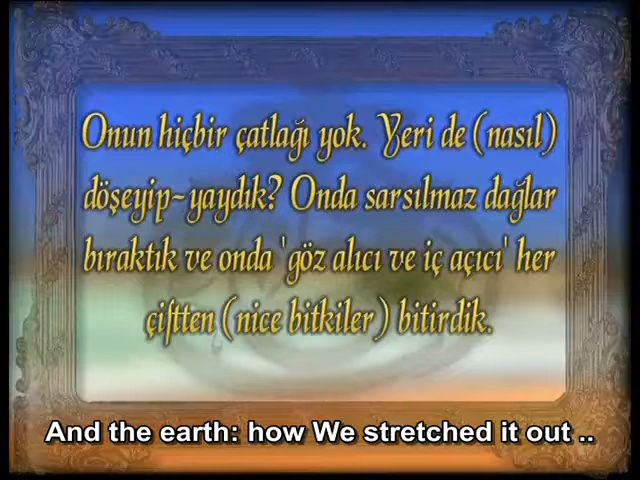 Onun hiçbir çatlağı yok. Yeri de (nasıl)
döşeyip-yaydık? Onda sarsılmaz dağlar
bıraktık ve onda 'göz alıcı ve iç açıcı' her
çiftten (nice bitkiler) bitirdik.
And the earth: how We stretched it out ..